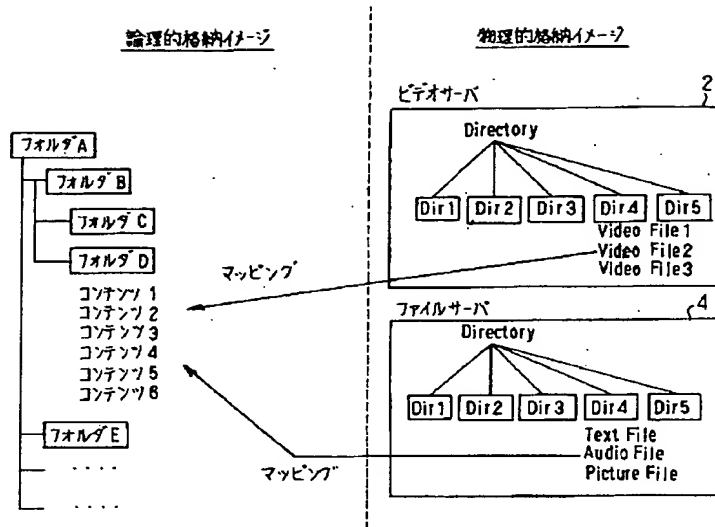 論理的格納イメージ
フォルダA
フォルダB
フォルダC
フォルダD
コンテンツ1
コンテンツ2
コンテンツ3
コンテンツ4
コンテンツ5
コンテンツ6
フォルダE
‥‥
‥‥
マッピング
マッピング
物理的格納イメージ
2
ビデオサーバ
Directory
Dir1 Dir2 Dir3 Dir4 Dir5
Video File1
Video File2
Video File3
4
ファイルサーバ
Directory
Dir1 Dir2 Dir3 Dir4 Dir5
Text File
Audio File
Picture File